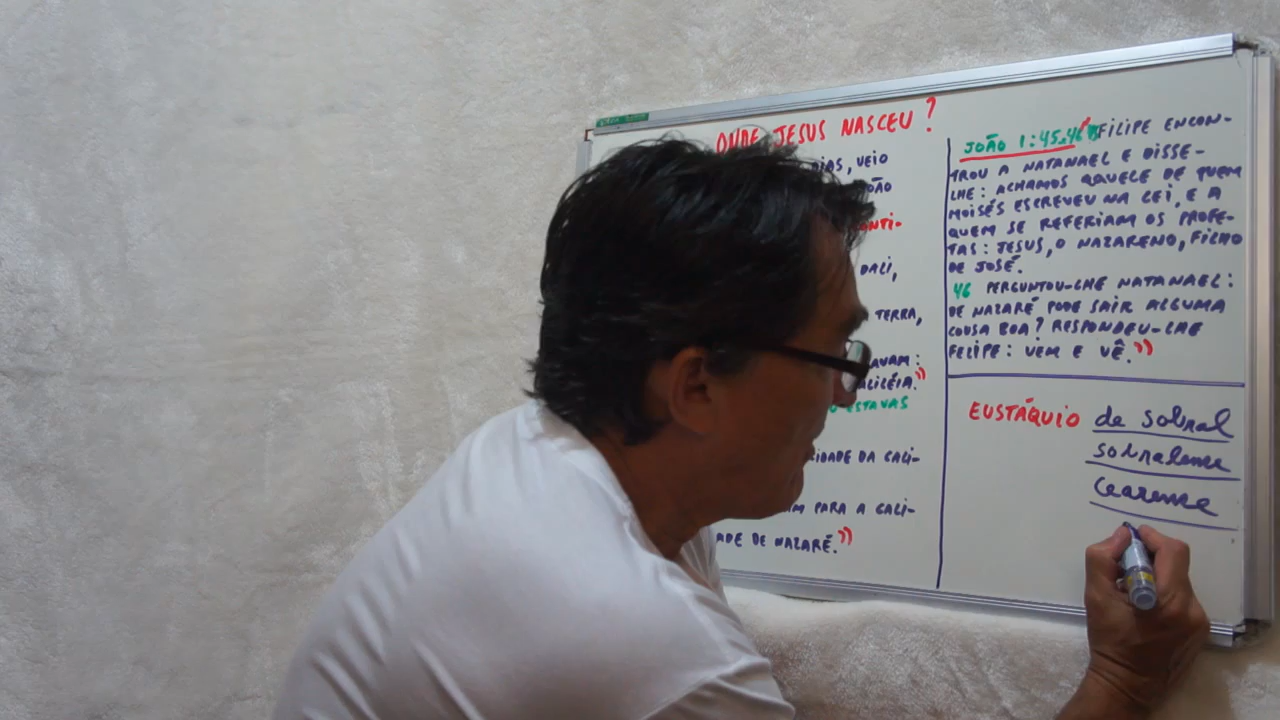 ONDE JESUS NASCEU?
IAS, VEIO
ONTI-
DALI,
TERRA,
AVAM:
ALILÉIA."
ESTAVAS
CIDADE DA GALI-
PARA A GALI-
ADE DE NAZARÉ."
JOÃO 1:45,46 FILIPE ENCON-
TROU A NATANAEL E DISSE-
LHE: ACHAMOS AQUELE DE QUEM
MOISÉS ESCREVEU NA LEI, E A
QUEM SE REFERIAM OS PROFE-
TAS: JESUS, O NAZARENO, FILHO
DE JOSÉ.
46 PERGUNTOU-LHE NATANAEL:
DE NAZARÉ PODE SAIR ALGUMA
COUSA BOA? RESPONDEU-LHE
FELIPE: VEM E VÊ."
EUSTÁQUIO de Sobral
Sobralense
Cearense